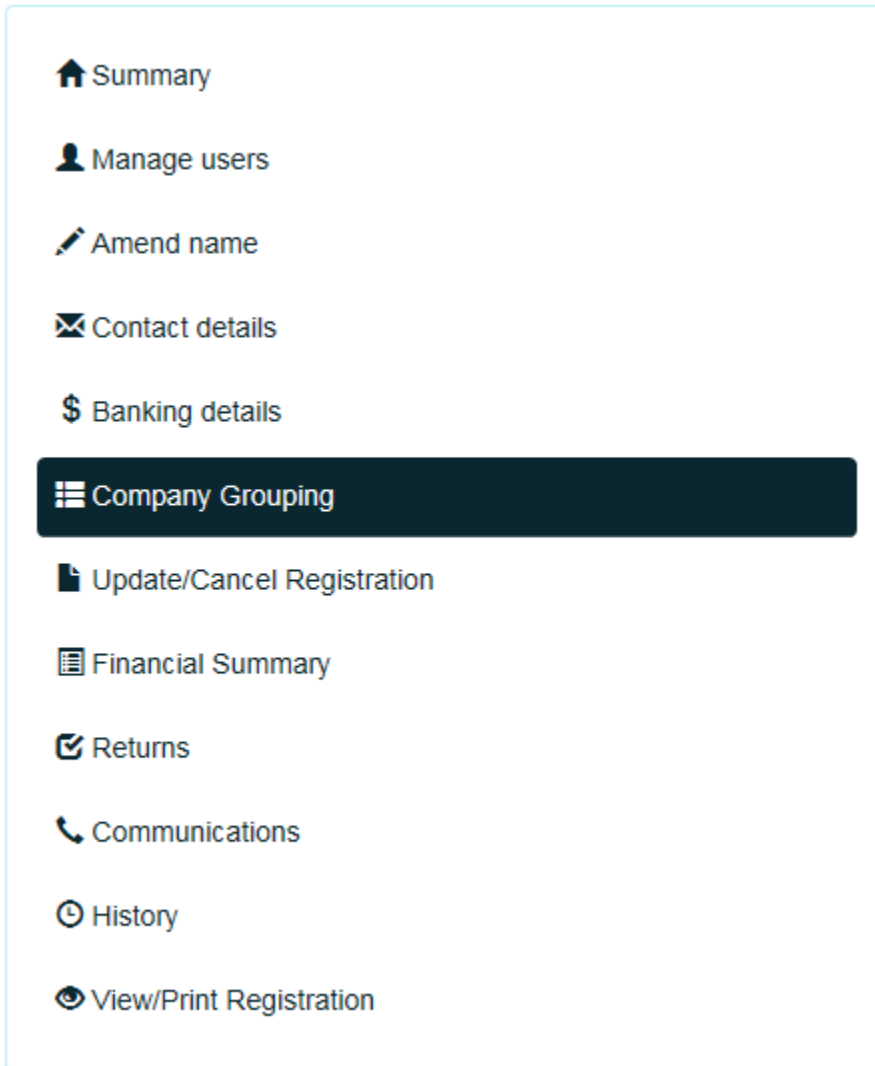 Summary
Manage users
Amend name
Contact details
$ Banking details
Company Grouping
Update/Cancel Registration
Financial Summary
Returns
Communications
History
View/Print Registration